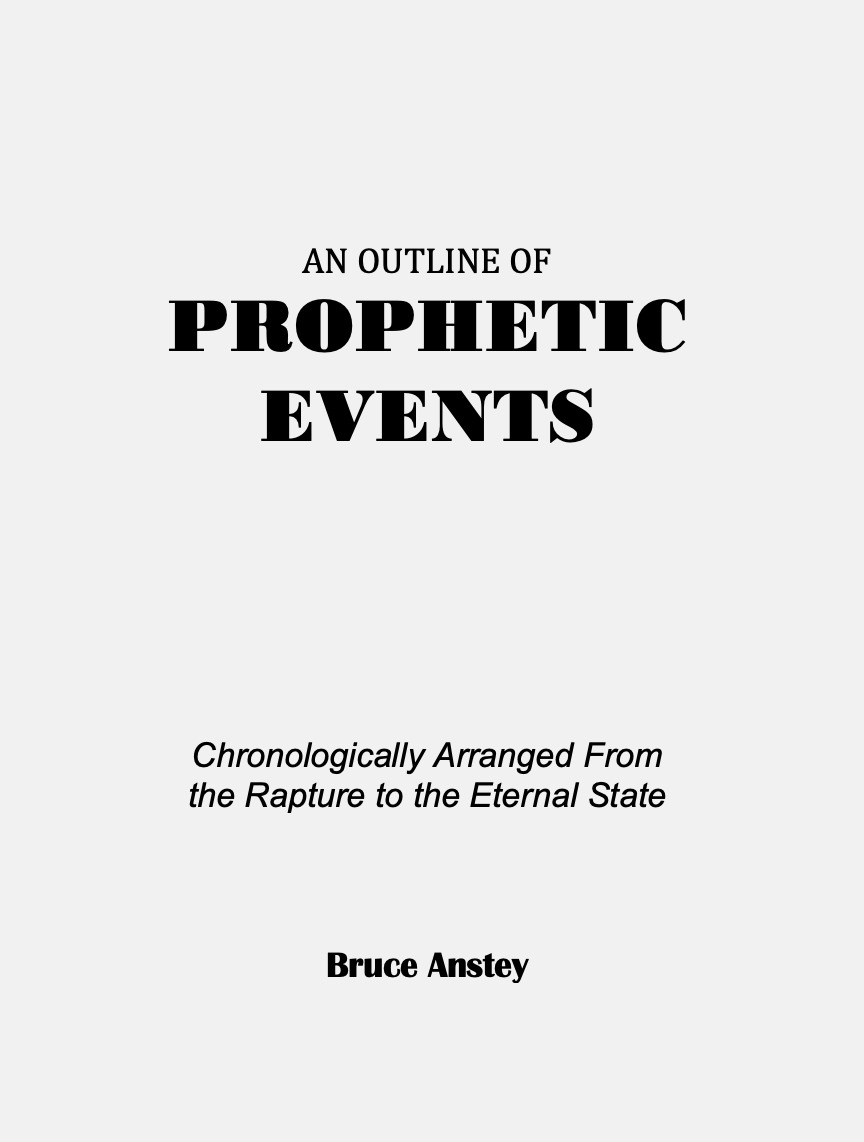 AN OUTLINE OF
PROPHETIC
EVENTS
Chronologically Arranged From
the Rapture to the Eternal State
Bruce Anstey